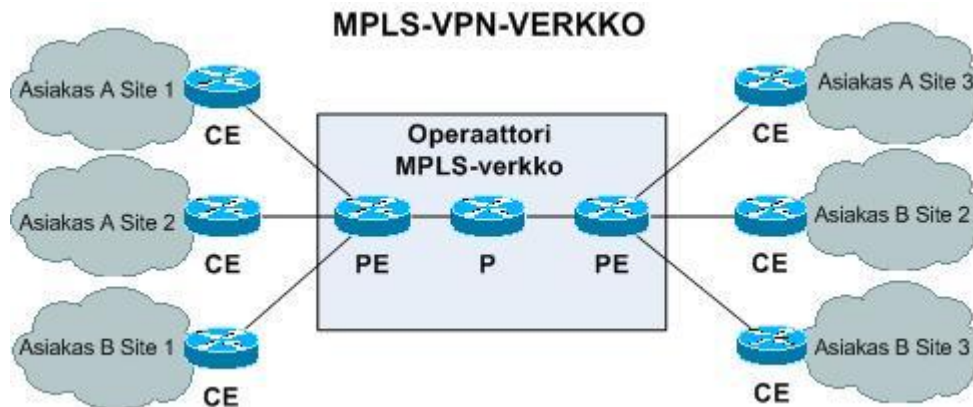 MPLS-VPN-VERKKO
Asiakas A Site 1
CE
CE
Asiakas A Site 3
Operaattori
MPLS-verkko
Asiakas A Site 2
CE
PE
P
PE
CE
Asiakas B Site 2
Asiakas B Site 1
CE
CE
Asiakas B Site 3